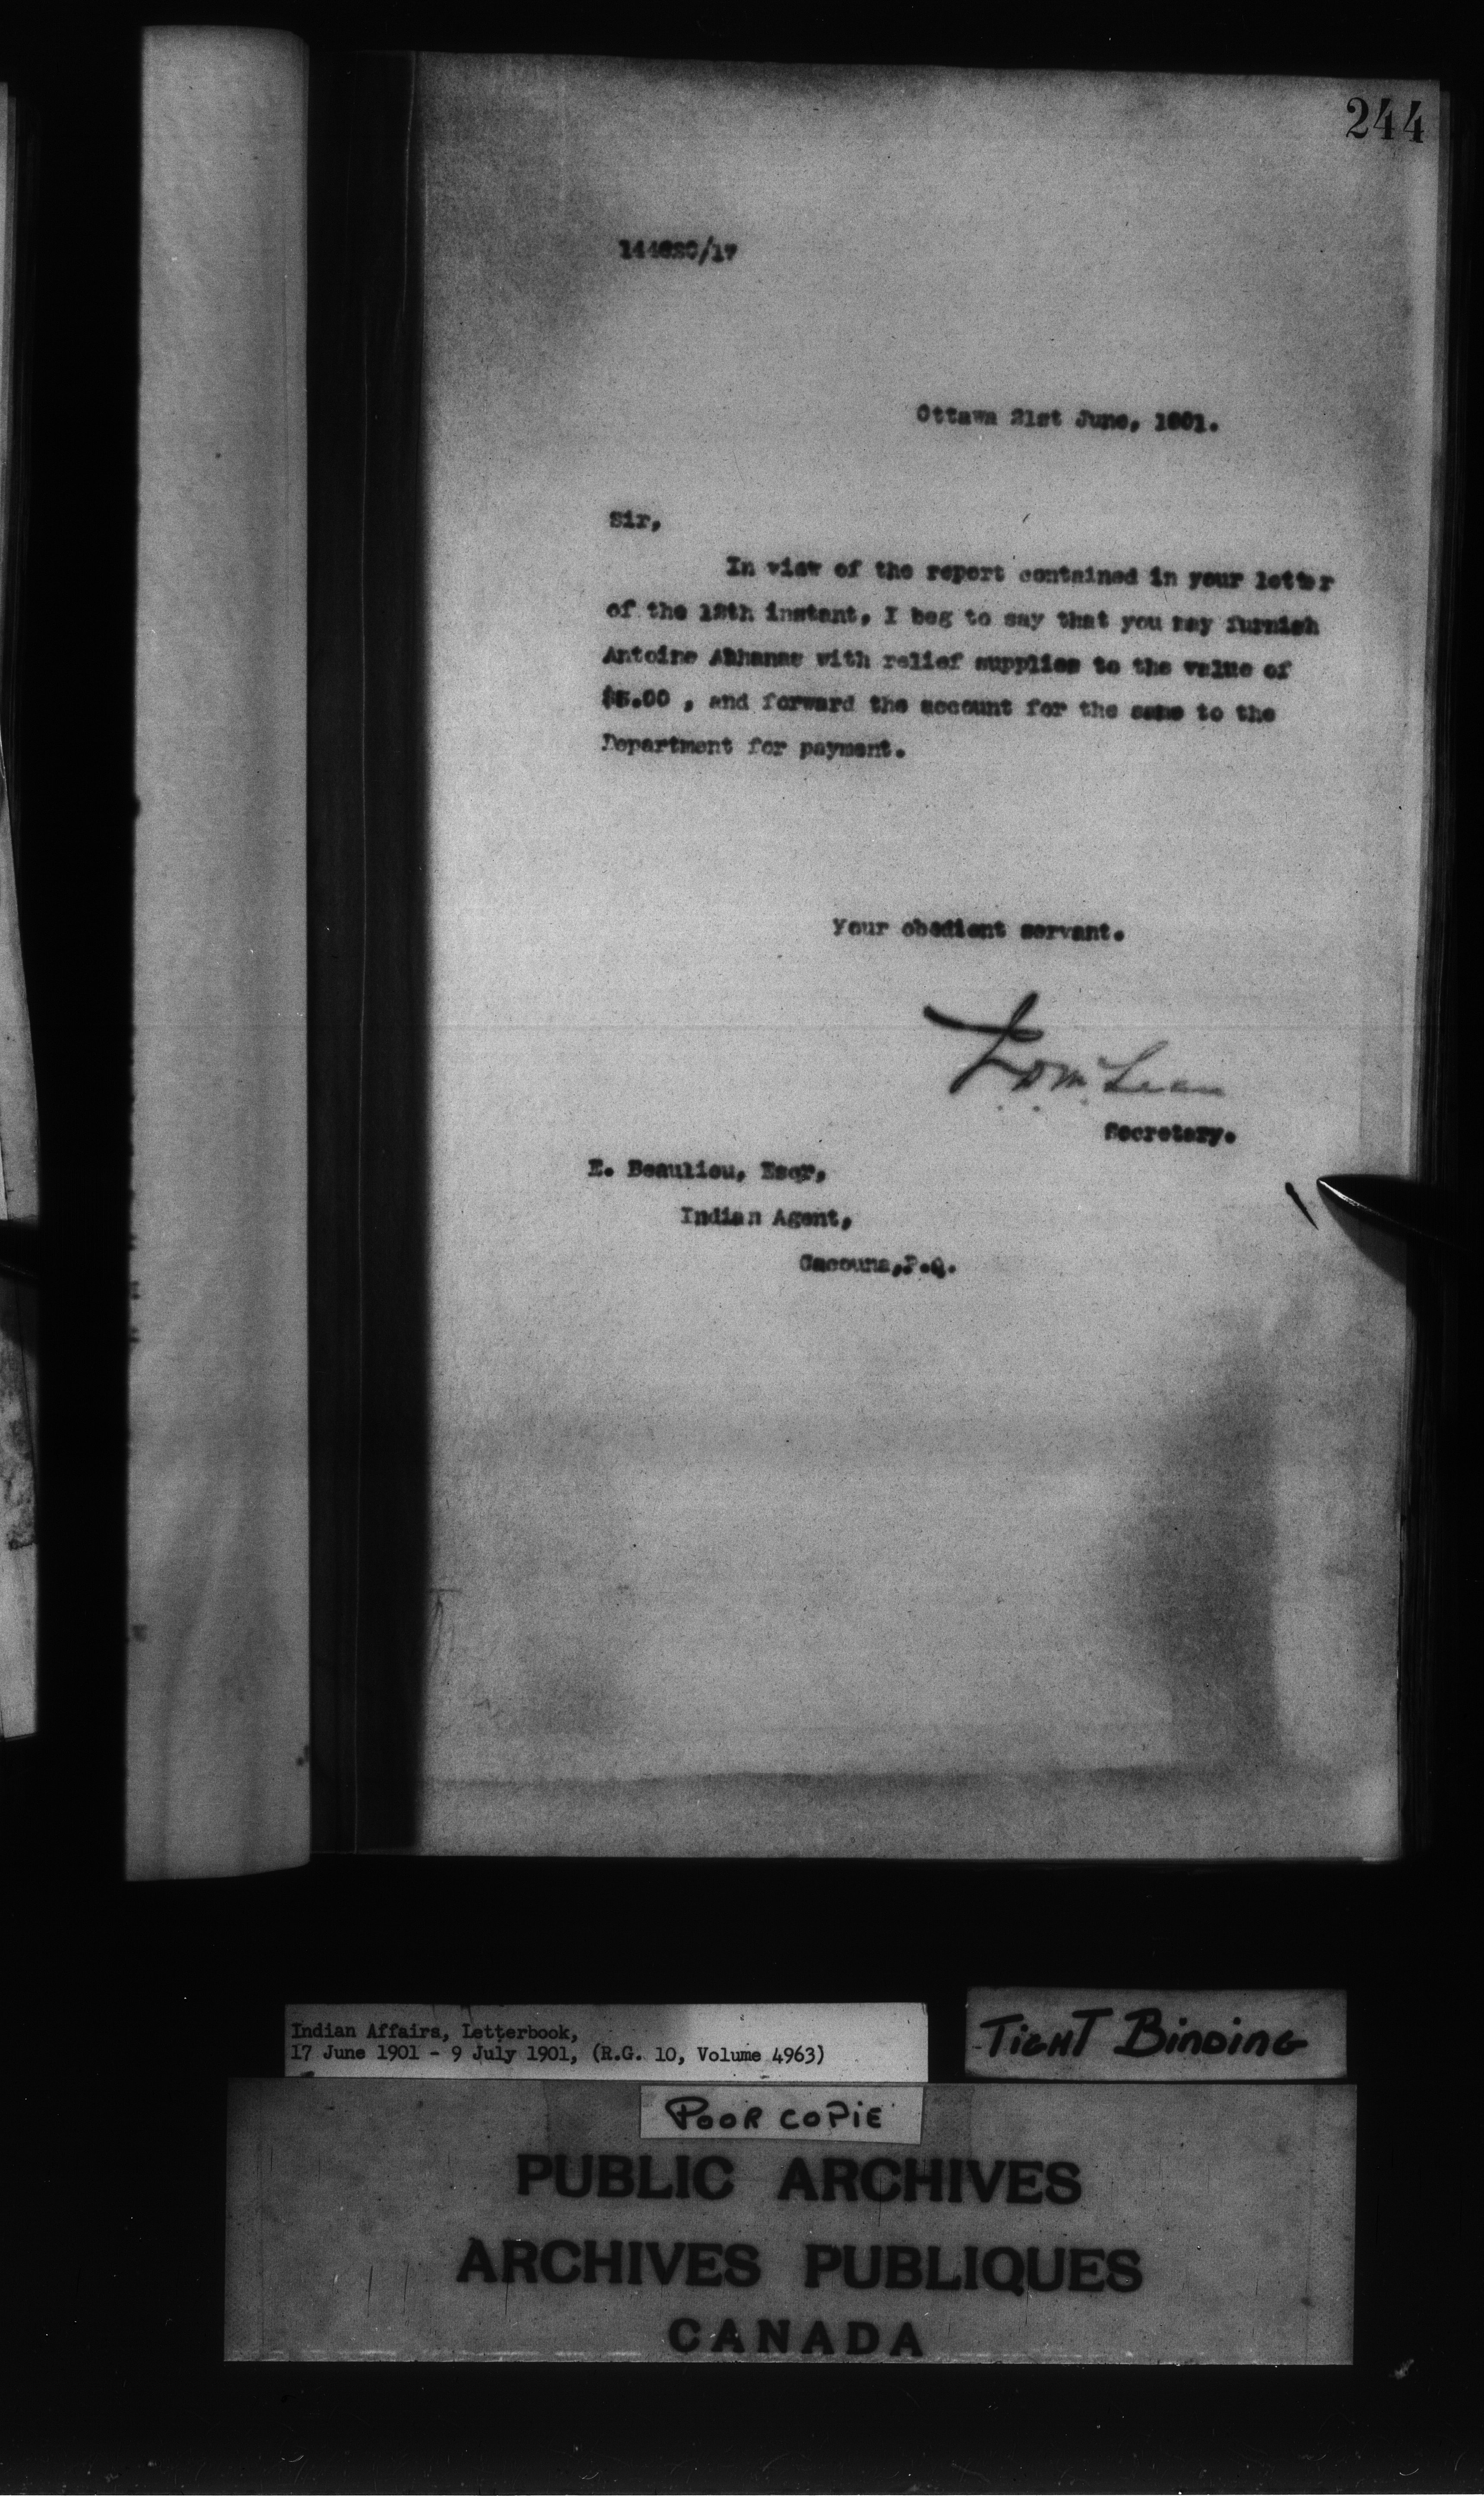 244
Ottawa 21st June, 1901.
Sir,
In view of the report contained in your letter
of the 18th instant, I beg to say that you may furnish
Antoine with relief supplies to the value of
$5.00 , and forward the account for the same to the
Department for payment.
Your obedient servant.
Secretary.
E. Beaulieu, Esqr,
Indian Agent,
Cacouna,P.Q.
Indian Affairs, Letterbook,
17 June 1901 - 9 July 1901, (R.G. 10, Volume 4963)
TIGHT BINDING
POOR COPIE
PUBLIC ARCHIVES
ARCHIVES PUBLIQUES
CANADA